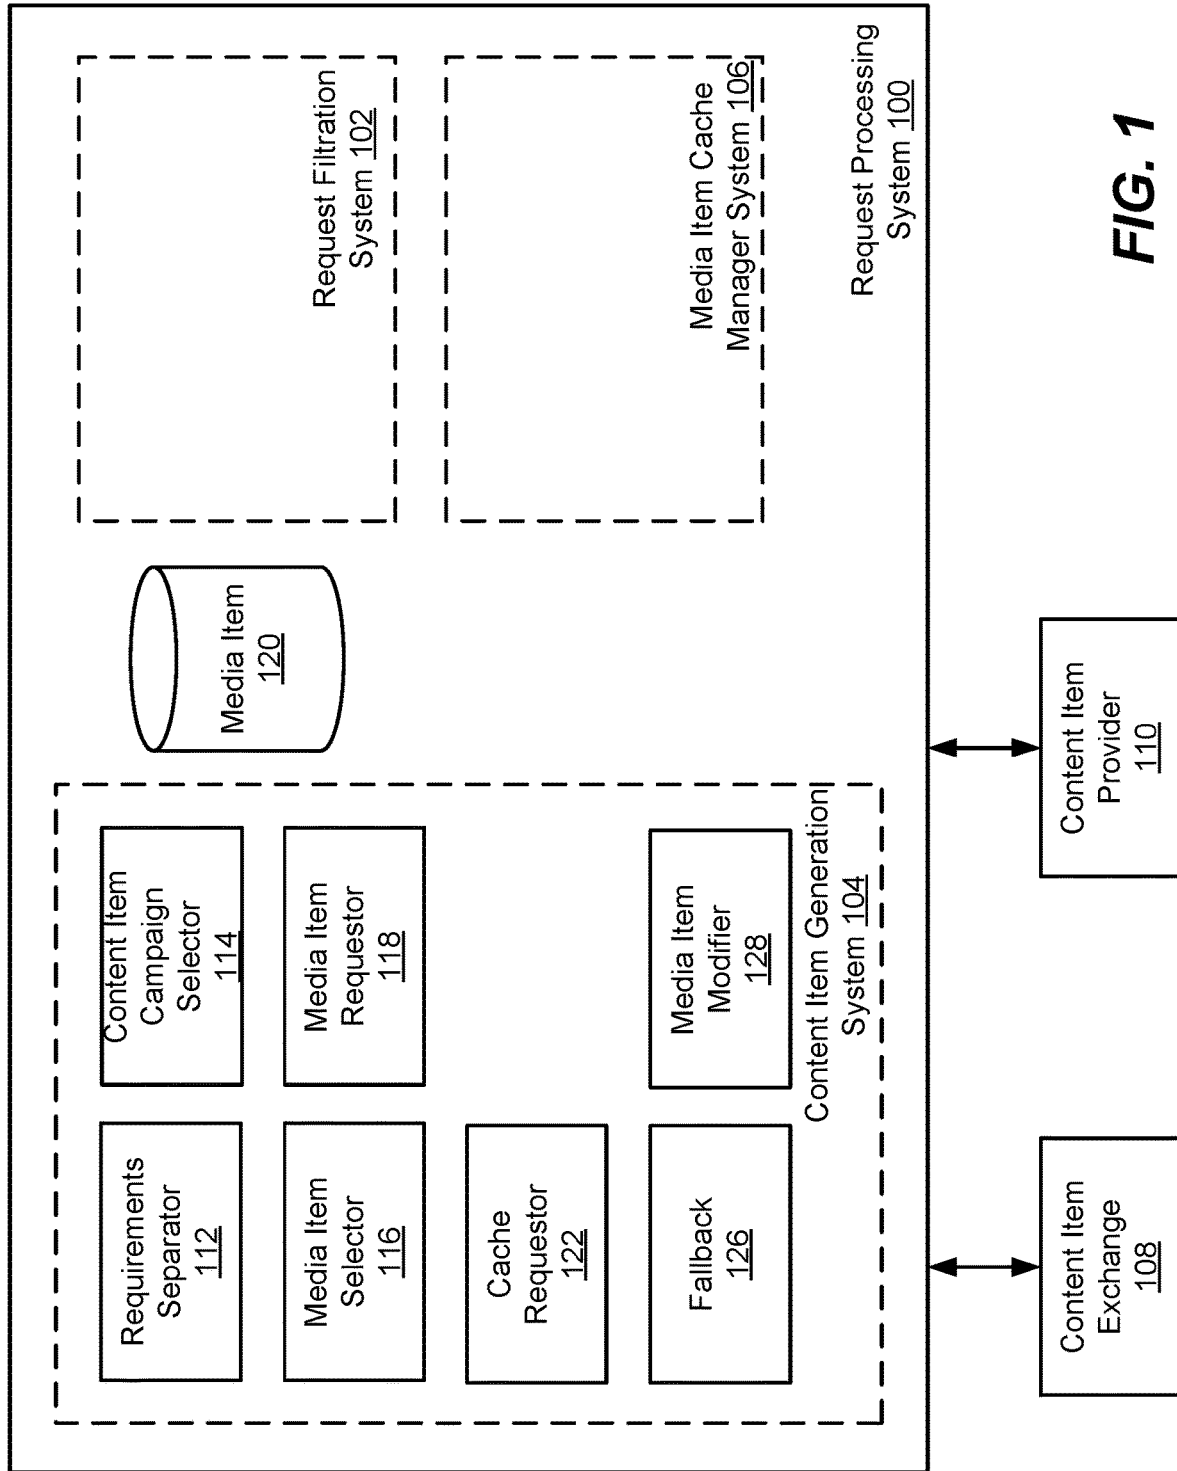 Requirements
Separator
112
Content Item
Campaign
Selector
114
Media Item
Selector
116
Media Item
Requestor
118
Cache
Requestor
122
Fallback
126
Media Item
Modifier
128
Content Item Generation
System 104
Media Item
120
Request Filtration
System 102
Media Item Cache
Manager System 106
Request Processing
System 100
Content Item
Exchange
108
Content Item
Provider
110
FIG. 1